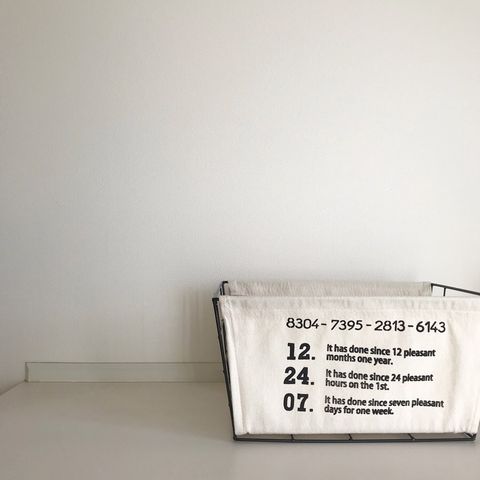 8304-7395-2813-6143
12. It has done since 12 pleasant
months one year.
24. It has done since 24 pleasant
hours on the 1st.
07. It has done since seven pleasant
days for one week.